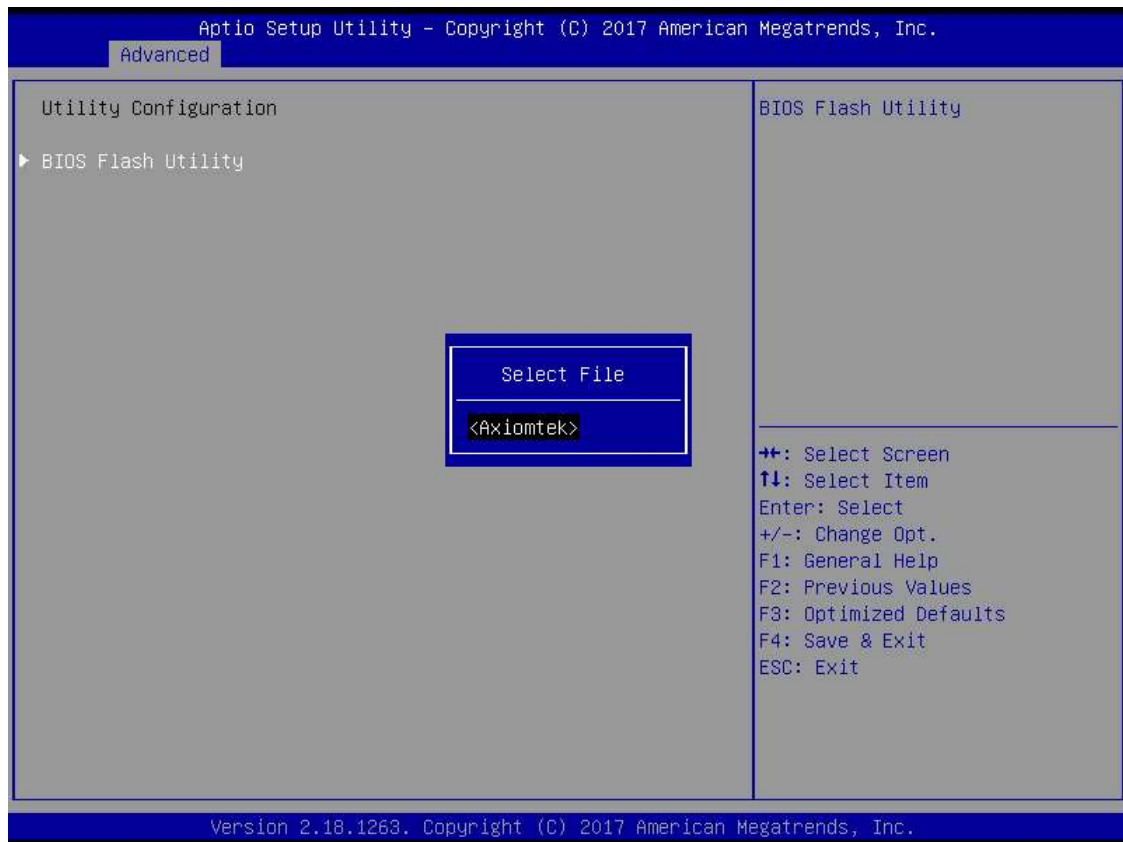 Aptio Setup Utility – Copyright (C) 2017 American Megatrends, Inc.
Advanced
Utility Configuration
BIOS Flash Utility
BIOS Flash Utility
Select File
<Axiomtek>
→←: Select Screen
↑↓: Select Item
Enter: Select
+/-: Change Opt.
F1: General Help
F2: Previous Values
F3: Optimized Defaults
F4: Save & Exit
ESC: Exit
Version 2.18.1263. Copyright (C) 2017 American Megatrends, Inc.